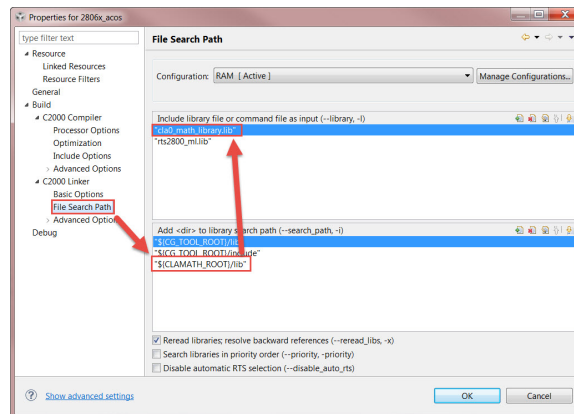 Properties for 2806x_acos
type filter text
Resource
Linked Resources
Resource Filters
General
Build
C2000 Compiler
Processor Options
Optimization
Include Options
Advanced Options
C2000 Linker
Basic Options
File Search Path
Advanced Options
Debug
File Search Path
Configuration: RAM [ Active ]
Manage Configurations...
Include library file or command file as input (--library, -l)
"cla0_math_library.lib"
"rts2800_ml.lib"
Add <dir> to library search path (--search_path, -i)
"${CG_TOOL_ROOT}/lib"
"${CG_TOOL_ROOT}/include"
"${CLAMATH_ROOT}/lib"
Reread libraries; resolve backward references (--reread_libs, -x)
Search libraries in priority order (--priority, -priority)
Disable automatic RTS selection (--disable_auto_rts)
Show advanced settings
OK
Cancel